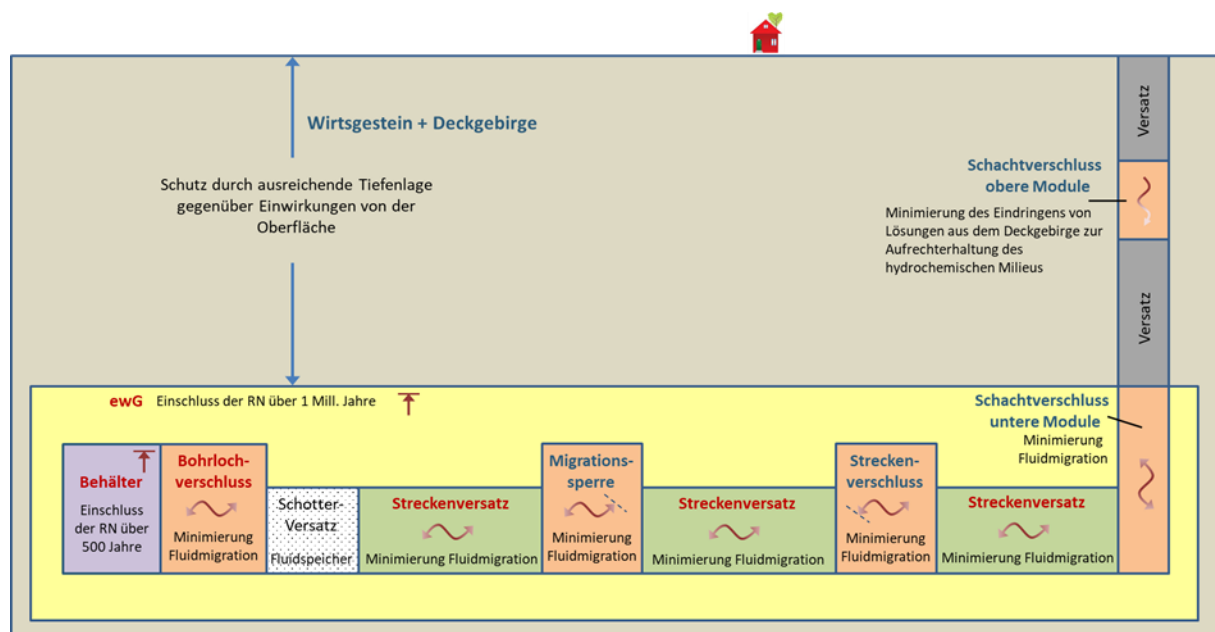 Wirtsgestein + Deckgebirge
Schutz durch ausreichende Tiefenlage
gegenüber Einwirkungen von der
Oberfläche
Versatz
Schachtverschluss
obere Module
Minimierung des Eindringens von
Lösungen aus dem Deckgebirge zur
Aufrechterhaltung des
hydrochemischen Milieus
Versatz
ewG Einschluss der RN über 1 Mill. Jahre
Schachtverschluss
untere Module
Minimierung
Fluidmigration
Behälter
Einschluss
der RN über
500 Jahre
Bohrloch-
verschluss
Minimierung
Fluidmigration
Schotter-
Versatz
Fluidspeicher
Streckenversatz
Minimierung Fluidmigration
Migrations-
sperre
Minimierung
Fluidmigration
Streckenversatz
Minimierung Fluidmigration
Strecken-
verschluss
Minimierung
Fluidmigration
Streckenversatz
Minimierung Fluidmigration